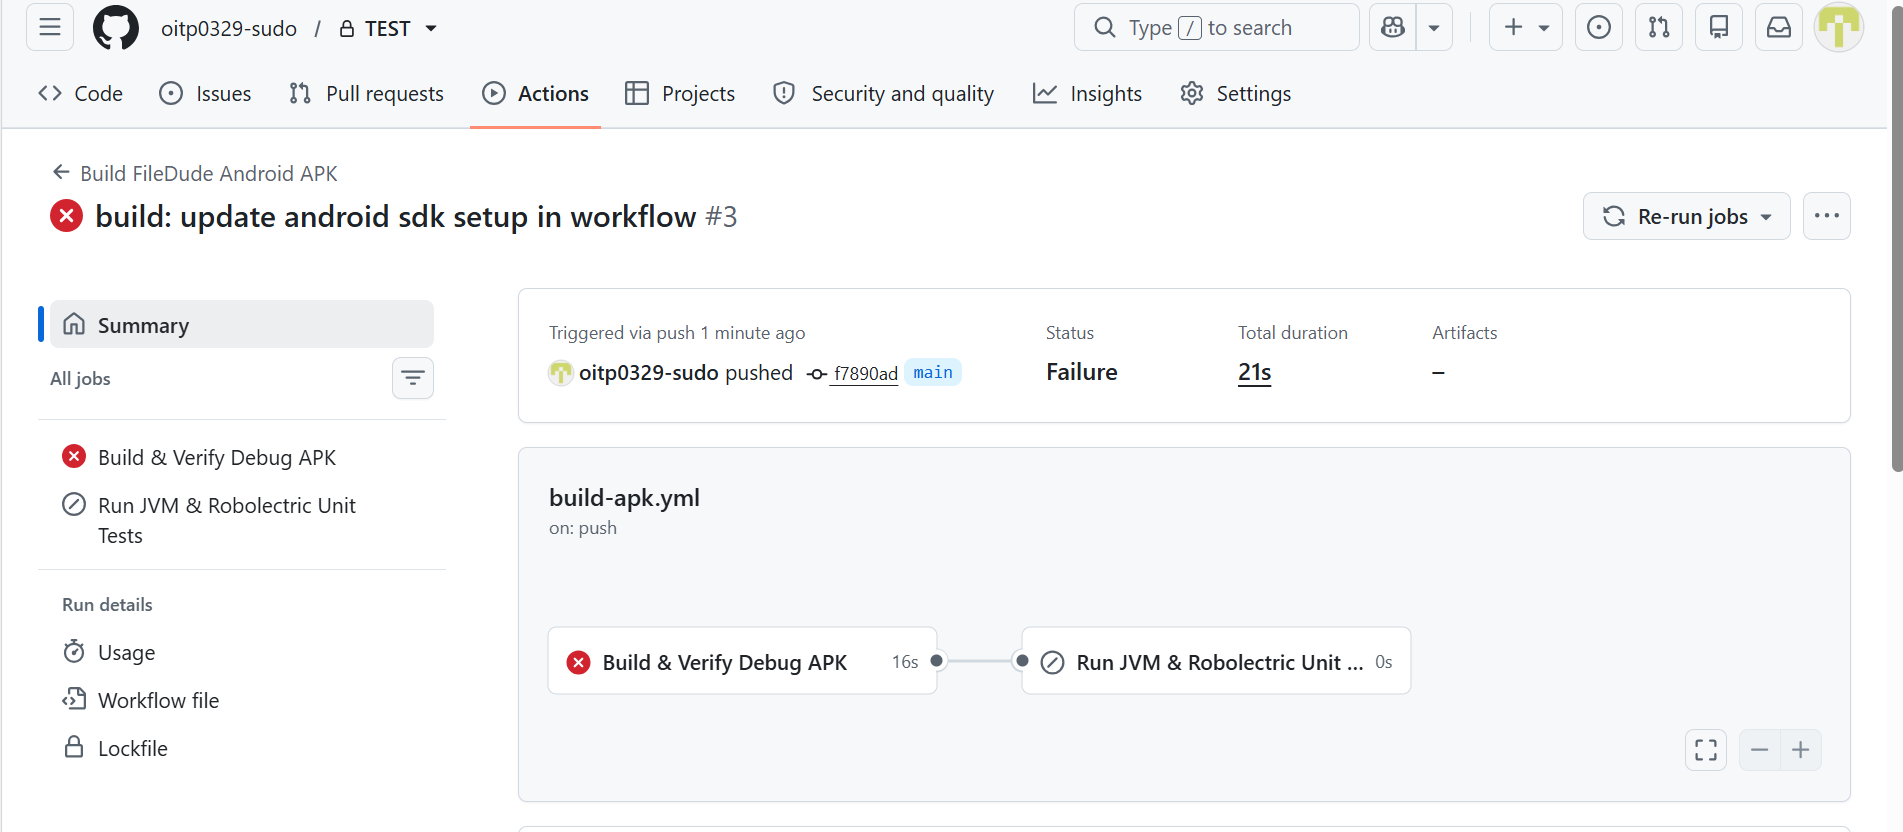 oitp0329-sudo / TEST
Type / to search
Code
Issues
Pull requests
Actions
Projects
Security and quality
Insights
Settings
Build FileDude Android APK
build: update android sdk setup in workflow #3
Re-run jobs
Summary
All jobs
Build & Verify Debug APK
Run JVM & Robolectric Unit
Tests
Run details
Usage
Workflow file
Lockfile
Triggered via push 1 minute ago
oitp0329-sudo pushed f7890ad main
Status
Failure
Total duration
21s
Artifacts
–
build-apk.yml
on: push
Build & Verify Debug APK 16s
Run JVM & Robolectric Unit ... 0s